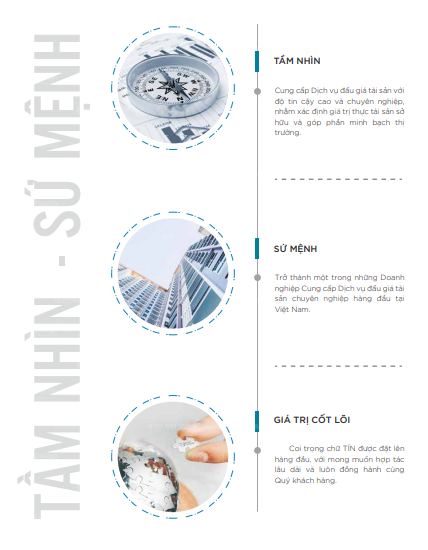 TẦM NHÌN - SỨ MỆNH
TẦM NHÌN
Cung cấp Dịch vụ đấu giá tài sản với
độ tin cậy cao và chuyên nghiệp,
nhằm xác định giá trị thực tài sản sở
hữu và góp phần minh bạch thị
trường.
SỨ MỆNH
Trở thành một trong những Doanh
nghiệp Cung cấp Dịch vụ đấu giá tài
sản chuyên nghiệp hàng đầu tại
Việt Nam.
GIÁ TRỊ CỐT LÕI
Coi trọng chữ TÍN được đặt lên
hàng đầu, với mong muốn hợp tác
lâu dài và luôn đồng hành cùng
Quý khách hàng.